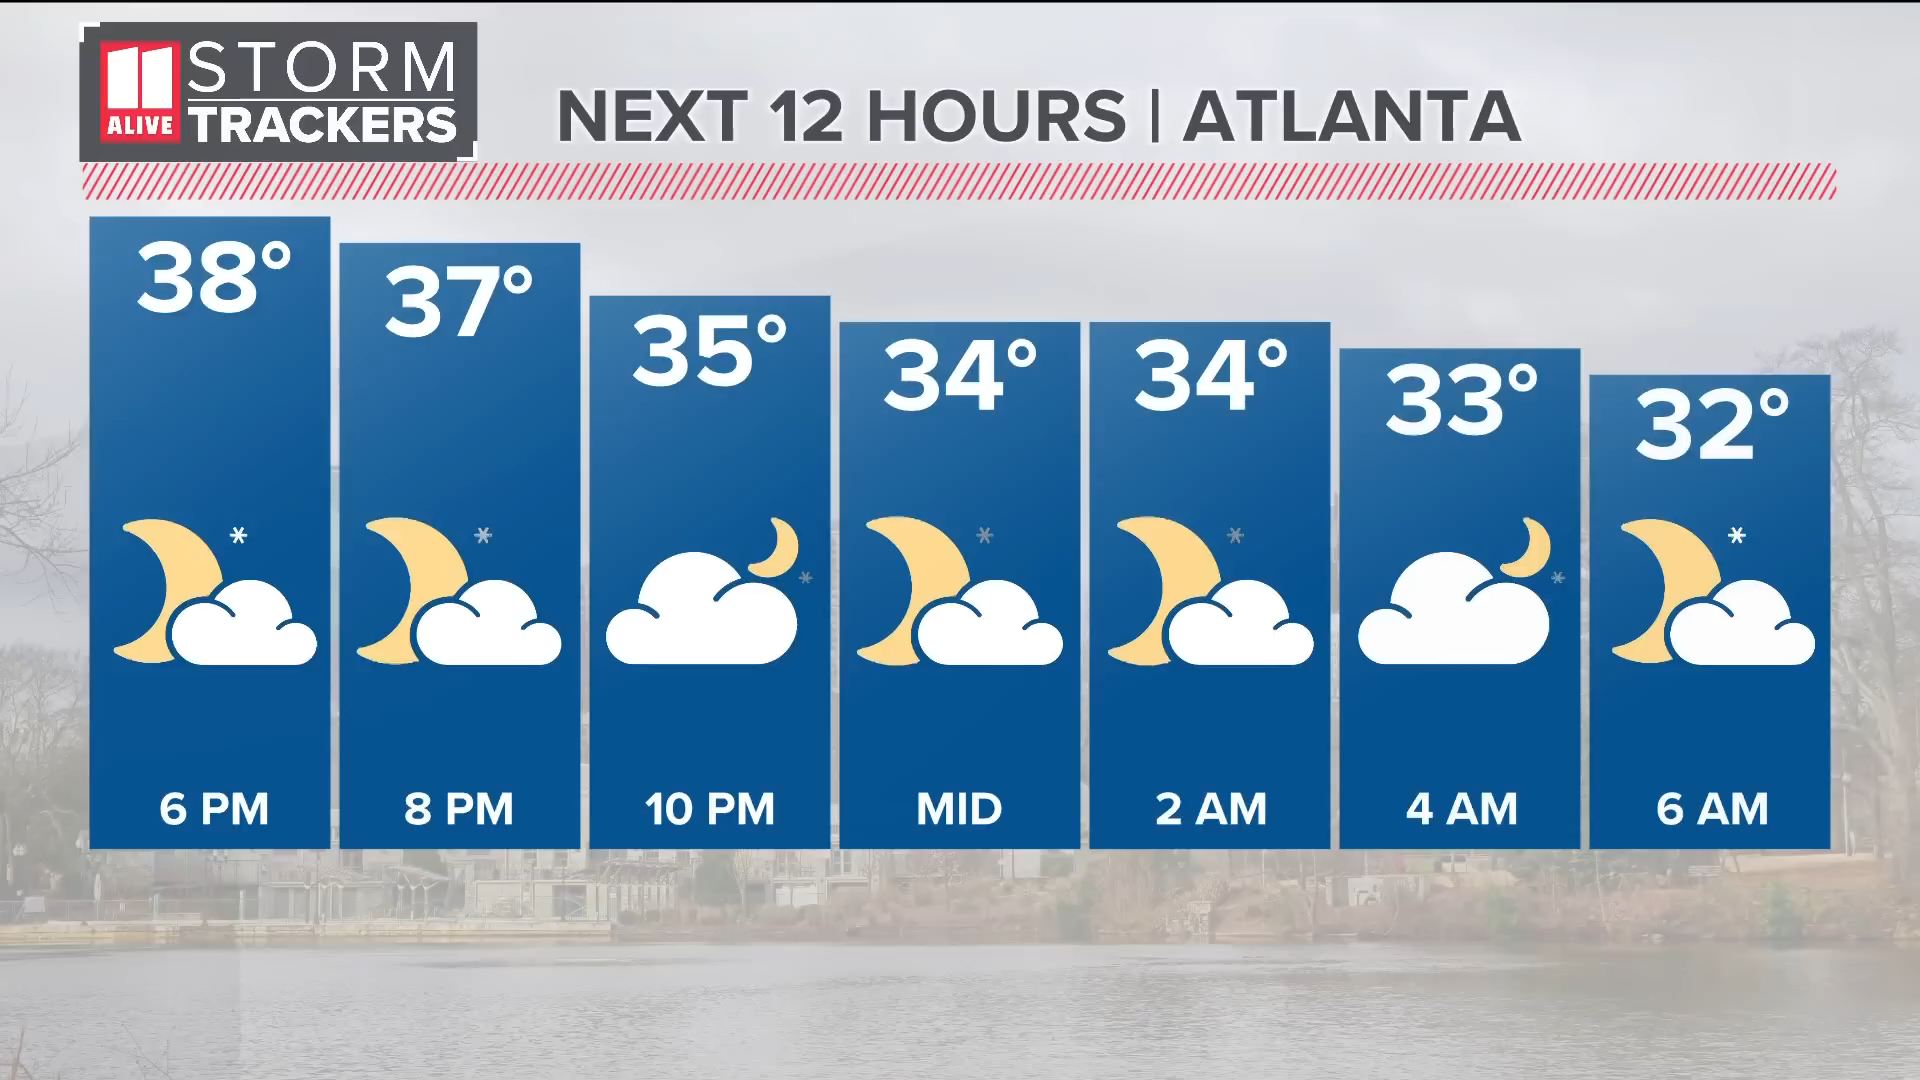 11 ALIVE
STORM
TRACKERS
NEXT 12 HOURS | ATLANTA
38° 37° 35° 34° 34° 33° 32°
6 PM 8 PM 10 PM MID 2 AM 4 AM 6 AM